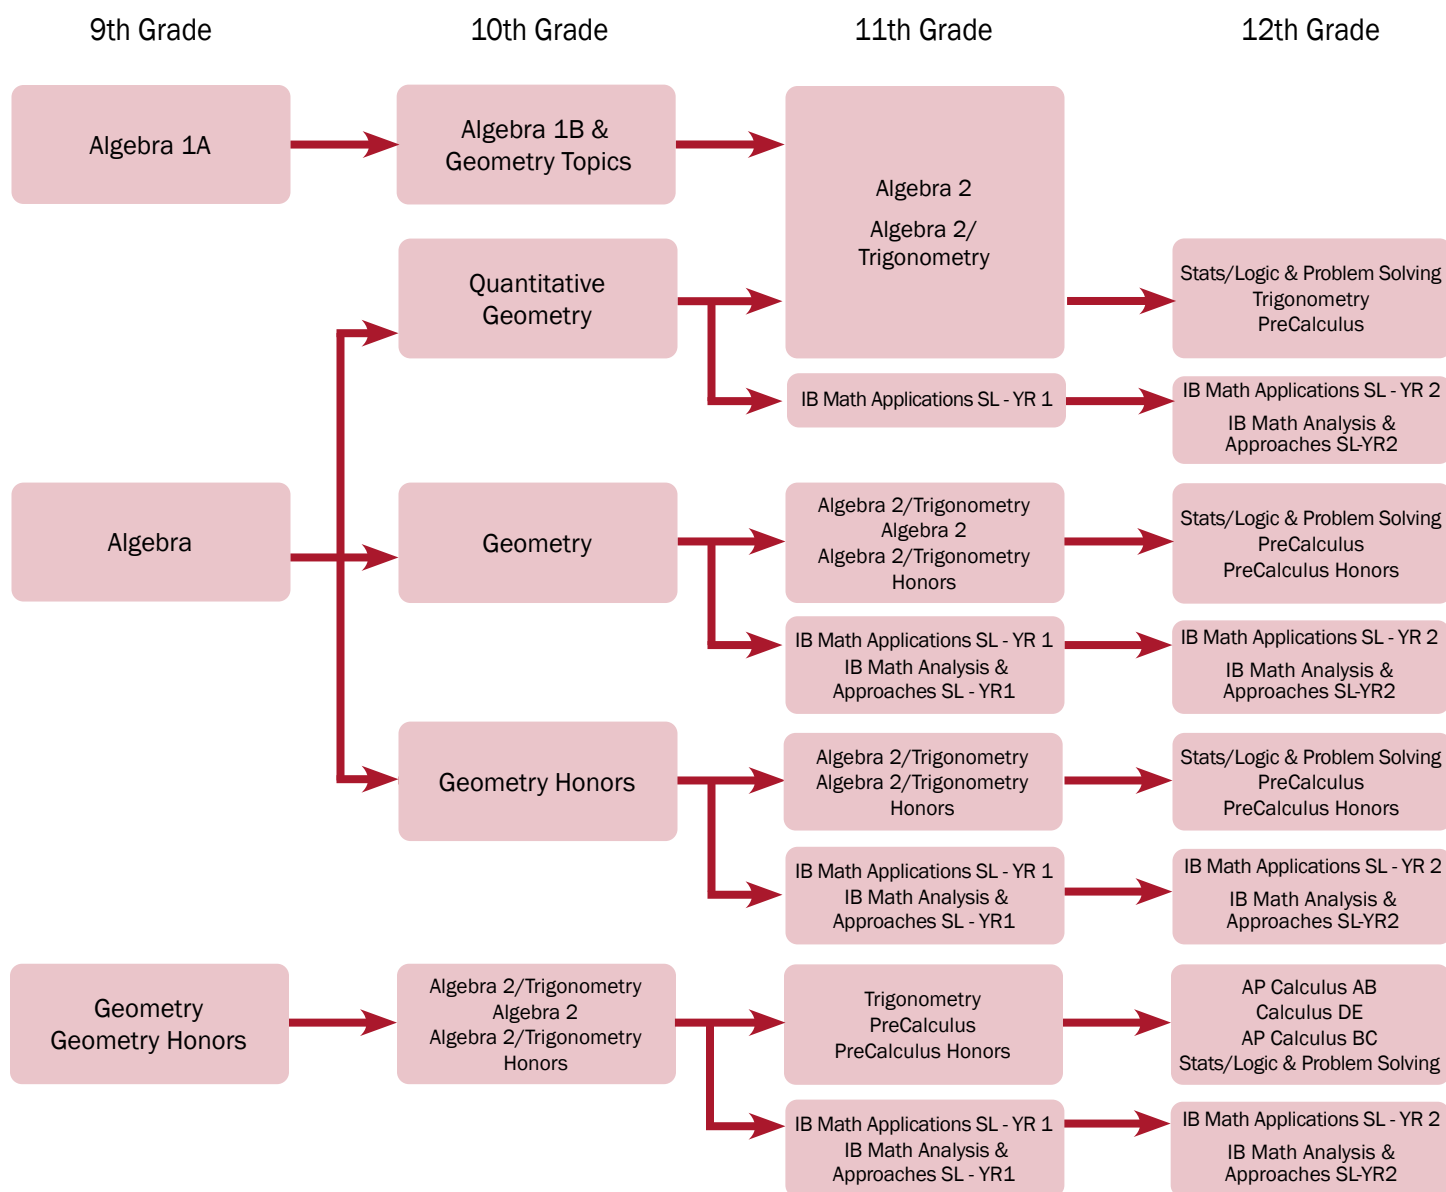 9th Grade
10th Grade
11th Grade
12th Grade
Algebra 1A
Algebra 1B &
Geometry Topics
Algebra 2
Algebra 2/
Trigonometry
Quantitative
Geometry
Stats/Logic & Problem Solving
Trigonometry
PreCalculus
IB Math Applications SL - YR 1
IB Math Applications SL - YR 2
IB Math Analysis &
Approaches SL-YR2
Algebra
Geometry
Algebra 2/Trigonometry
Algebra 2
Algebra 2/Trigonometry
Honors
Stats/Logic & Problem Solving
PreCalculus
PreCalculus Honors
IB Math Applications SL - YR 1
IB Math Analysis &
Approaches SL - YR1
IB Math Applications SL - YR 2
IB Math Analysis &
Approaches SL-YR2
Geometry Honors
Algebra 2/Trigonometry
Algebra 2/Trigonometry
Honors
Stats/Logic & Problem Solving
PreCalculus
PreCalculus Honors
IB Math Applications SL - YR 1
IB Math Analysis &
Approaches SL - YR1
IB Math Applications SL - YR 2
IB Math Analysis &
Approaches SL-YR2
Geometry
Geometry Honors
Algebra 2/Trigonometry
Algebra 2
Algebra 2/Trigonometry
Honors
Trigonometry
PreCalculus
PreCalculus Honors
AP Calculus AB
Calculus DE
AP Calculus BC
Stats/Logic & Problem Solving
IB Math Applications SL - YR 1
IB Math Analysis &
Approaches SL - YR1
IB Math Applications SL - YR 2
IB Math Analysis &
Approaches SL-YR2